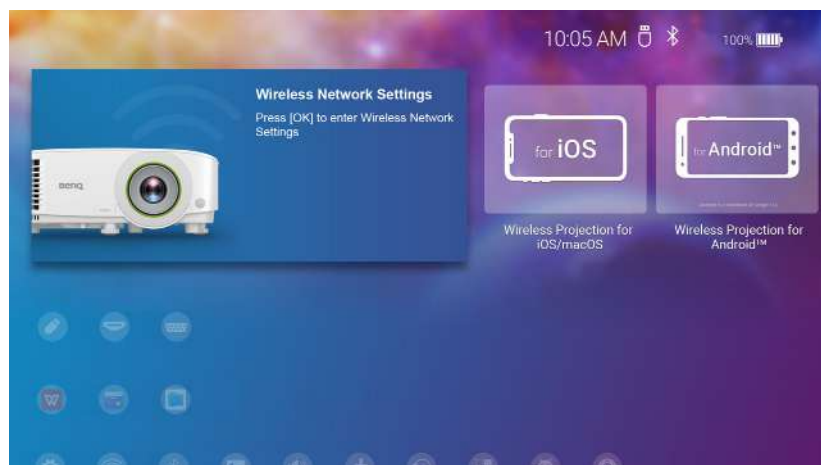 10:05 AM
100%
Wireless Network Settings
Press [OK] to enter Wireless Network
Settings
BenQ
for iOS
for Android™
Wireless Projection for
iOS/macOS
Wireless Projection for
Android™